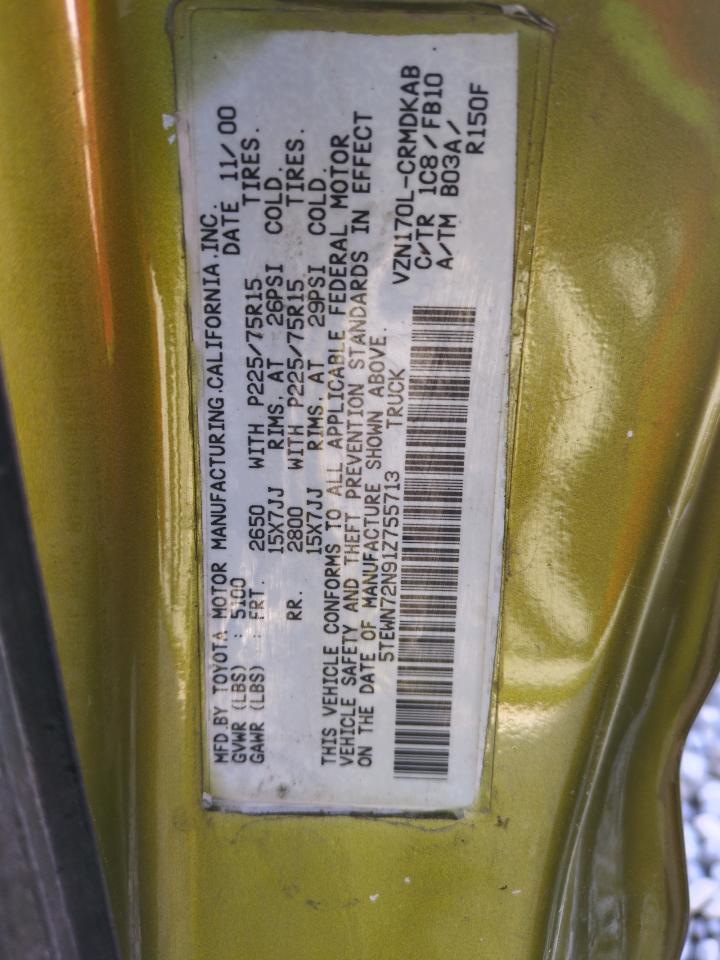 MFD.BY TOYOTA MOTOR MANUFACTURING.CALIFORNIA.INC.
GVWR (LBS) : 5100 DATE 11/00
GAWR (LBS) : FRT. 2650 WITH P225/75R15 TIRES.
15X7JJ RIMS. AT 26PSI COLD.
RR. 2800 WITH P225/75R15 TIRES.
15X7JJ RIMS. AT 29PSI COLD.
THIS VEHICLE CONFORMS TO ALL APPLICABLE FEDERAL MOTOR
VEHICLE SAFETY AND THEFT PREVENTION STANDARDS IN EFFECT
ON THE DATE OF MANUFACTURE SHOWN ABOVE.
5TEWN72N91Z755713 TRUCK
VZN170L-CRMDKAB
C/TR 1C8/FB10
A/TM B03A/
R150F